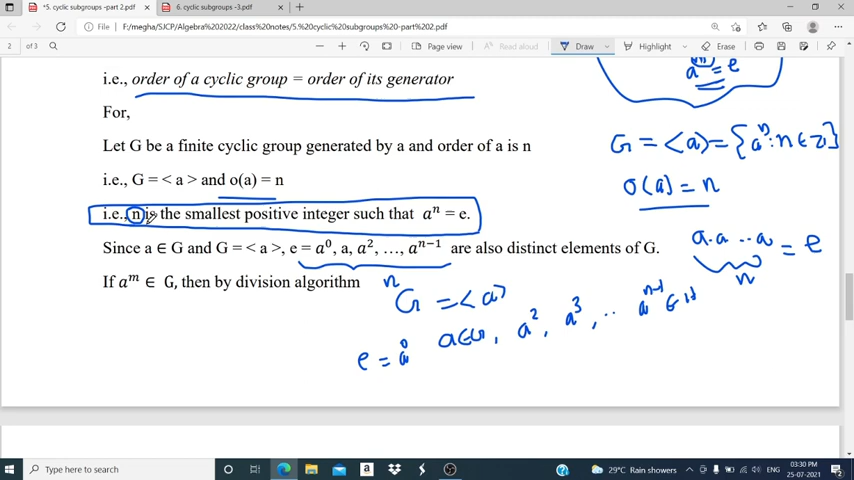 *5. cyclic subgroups -part 2.pdf
6. cyclic subgroups -3.pdf
File | F:/megha/SJCP/Algebra%202022/class%20notes/5.%20cyclic%20subgroups%20-part%202.pdf
2 of 3
Page view
Read aloud
Draw
Highlight
Erase
i.e., order of a cyclic group = order of its generator
aⁿ = e
For,
Let G be a finite cyclic group generated by a and order of a is n
G = <a> = {aⁿ : n ∈ Z}
i.e., G = < a > and o(a) = n
o(a) = n
i.e., n is the smallest positive integer such that aⁿ = e.
Since a ∈ G and G = < a >, e = a⁰, a, a², …, aⁿ⁻¹ are also distinct elements of G.
a.a ..a = e
n
If aᵐ ∈ G, then by division algorithm
n
G = <a>
a∈G, a², a³, .. aⁿ⁻¹ ∈ G
e = a⁰
Type here to search
29°C Rain showers
ENG
03:30 PM
25-07-2021